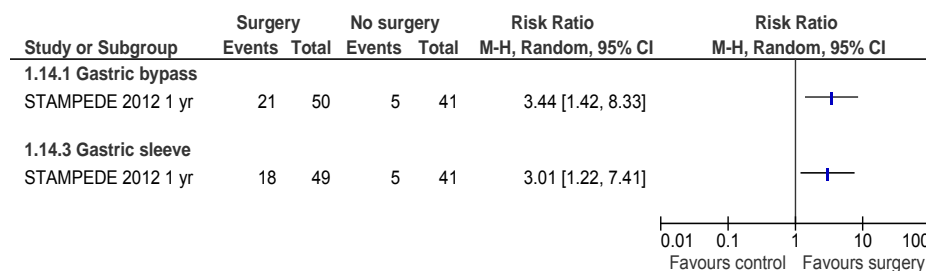 Surgery No surgery Risk Ratio Risk Ratio
Study or Subgroup Events Total Events Total M-H, Random, 95% CI M-H, Random, 95% CI
1.14.1 Gastric bypass
STAMPEDE 2012 1 yr 21 50 5 41 3.44 [1.42, 8.33]
1.14.3 Gastric sleeve
STAMPEDE 2012 1 yr 18 49 5 41 3.01 [1.22, 7.41]
0.01 0.1 1 10 100
Favours control Favours surgery